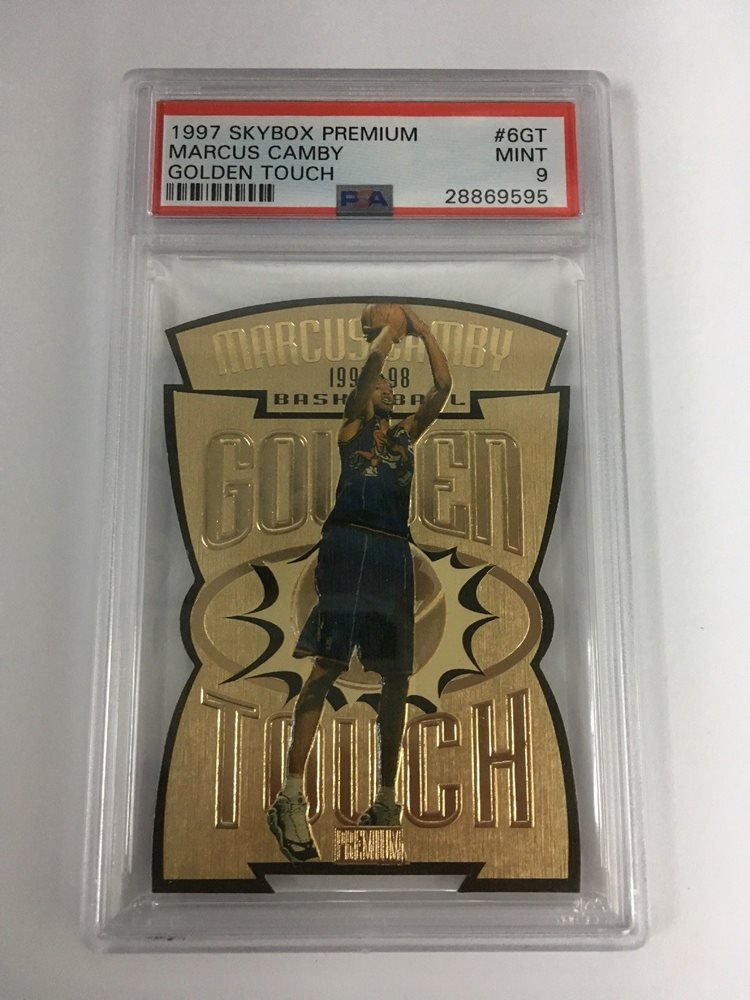 1997 SKYBOX PREMIUM #6GT
MARCUS CAMBY MINT
GOLDEN TOUCH 9
PSA 28869595
MARCUS CAMBY
BASKETBALL
GOLDEN
TOUCH
PREMIUM